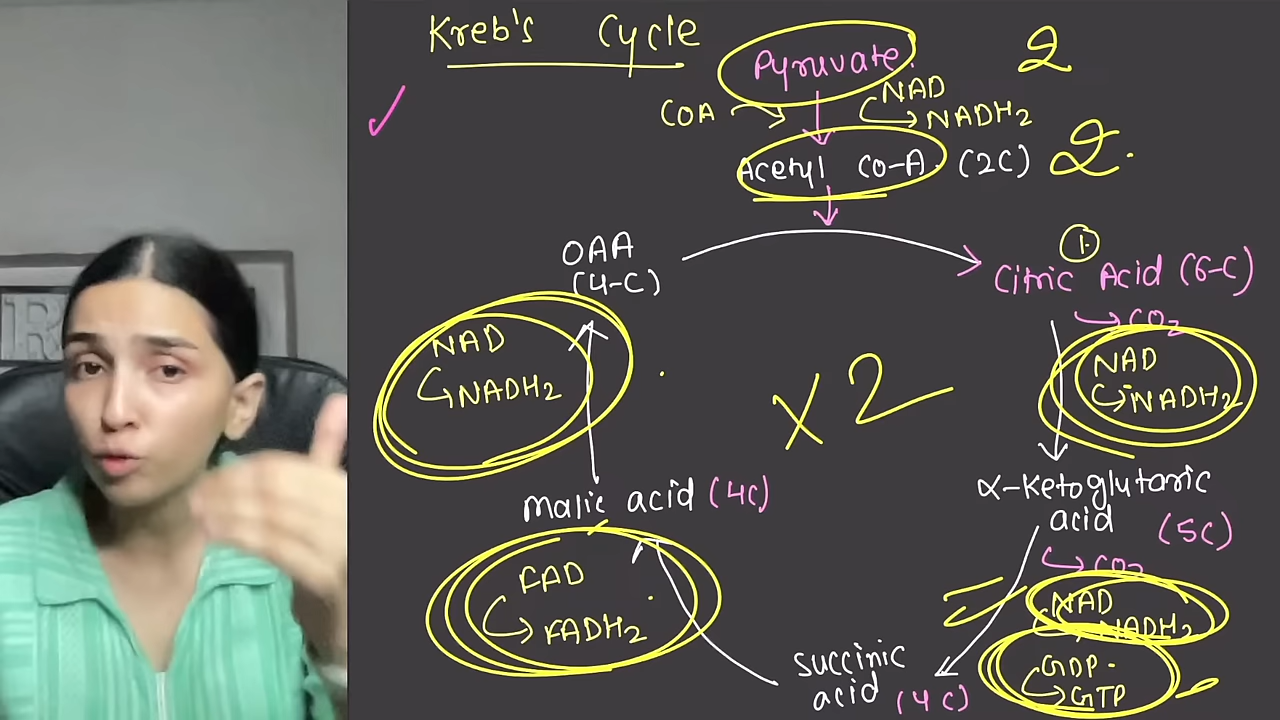 Kreb's Cycle
Pyruvate. 2
COA NAD
NADH2
Acetyl Co-A (2C) 2.
OAA
(4-C)
1.
Citric Acid (6-C)
CO2
NAD
NADH2
NAD
NADH2
x2
α-Ketoglutaric
acid (5C)
CO2
NAD
NADH2
GDP
GTP
Succinic
acid (4C)
FAD
FADH2
Malic acid (4C)